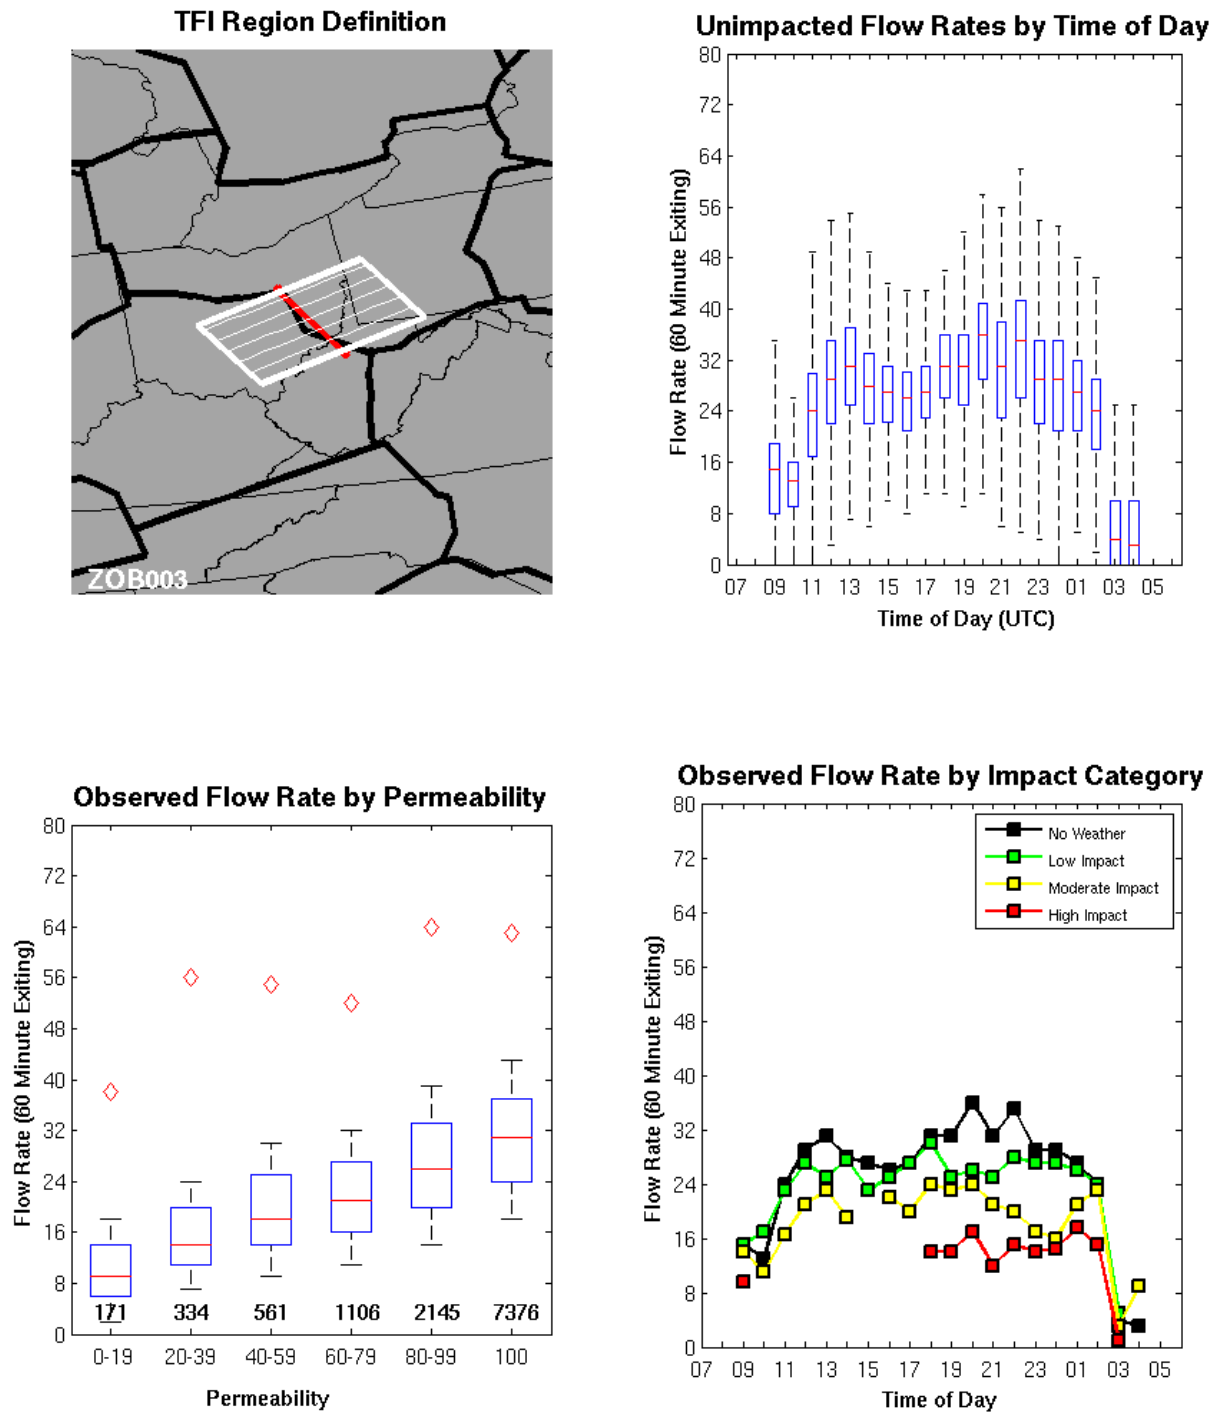 TFI Region Definition
ZOB003
Unimpacted Flow Rates by Time of Day
Flow Rate (60 Minute Exiting)
80
72
64
56
48
40
32
24
16
8
0
07 09 11 13 15 17 19 21 23 01 03 05
Time of Day (UTC)
Observed Flow Rate by Permeability
Flow Rate (60 Minute Exiting)
80
72
64
56
48
40
32
24
16
8
0
171 334 561 1106 2145 7376
0-19 20-39 40-59 60-79 80-99 100
Permeability
Observed Flow Rate by Impact Category
Flow Rate (60 Minute Exiting)
80
72
64
56
48
40
32
24
16
8
0
No Weather
Low Impact
Moderate Impact
High Impact
07 09 11 13 15 17 19 21 23 01 03 05
Time of Day